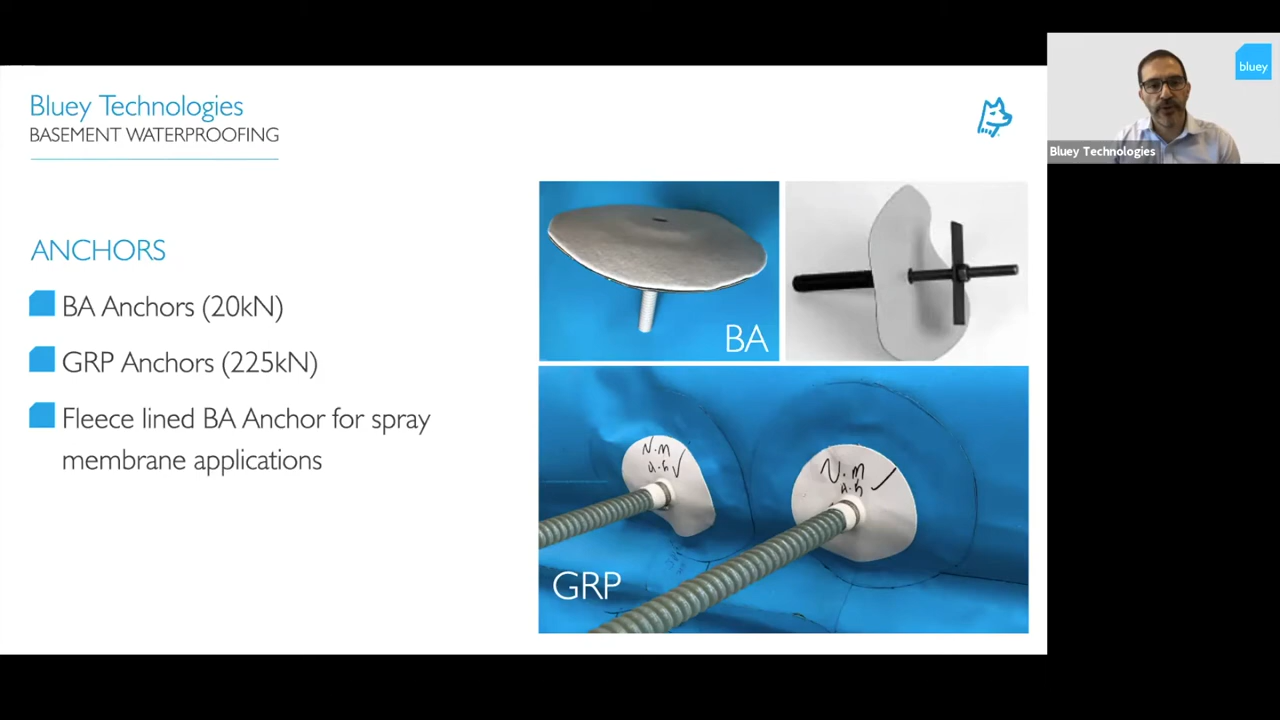 Bluey Technologies
BASEMENT WATERPROOFING
ANCHORS
BA Anchors (20kN)
GRP Anchors (225kN)
Fleece lined BA Anchor for spray
membrane applications
BA
N.M
N.M
A.G
GRP
bluey
Bluey Technologies